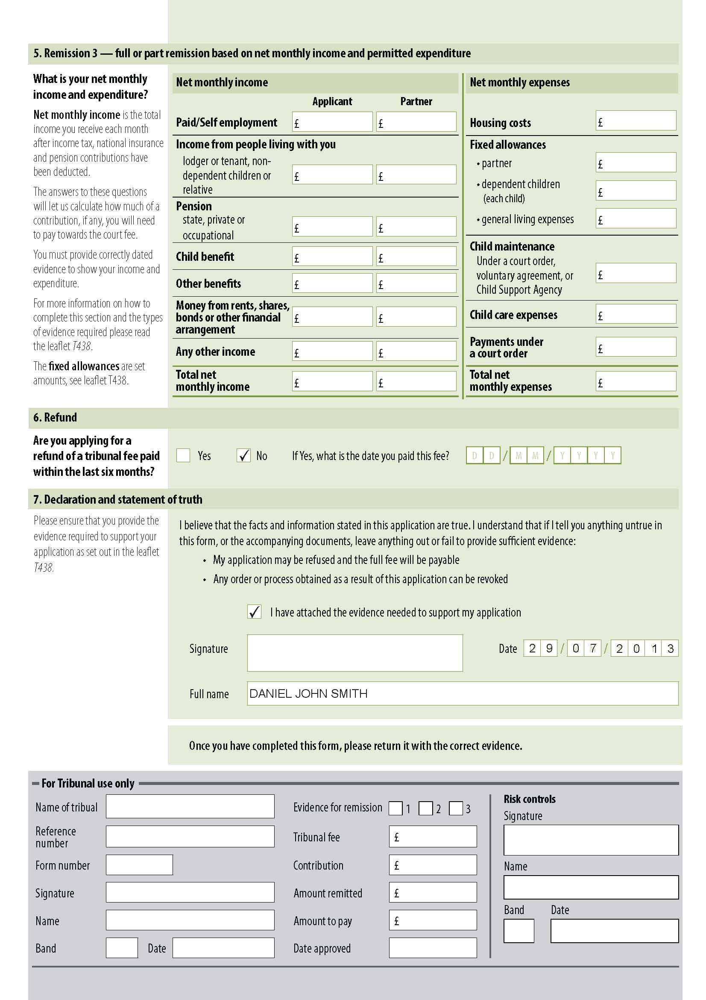 5. Remission 3 — full or part remission based on net monthly income and permitted expenditure
What is your net monthly
income and expenditure?
Net monthly income is the total
income you receive each month
after income tax, national insurance
and pension contributions have
been deducted.
The answers to these questions
will let us calculate how much of a
contribution, if any, you will need
to pay towards the court fee.
You must provide correctly dated
evidence to show your income and
expenditure.
For more information on how to
complete this section and the types
of evidence required please read
the leaflet T438.
The fixed allowances are set
amounts, see leaflet T438.
Net monthly income
Applicant Partner
Paid/Self employment £ £
Income from people living with you
lodger or tenant, non-
dependent children or £ £
relative
Pension
state, private or
occupational £ £
Child benefit £ £
Other benefits £ £
Money from rents, shares,
bonds or other financial £ £
arrangement
Any other income £ £
Total net
monthly income £ £
Net monthly expenses
Housing costs £
Fixed allowances
• partner £
• dependent children
(each child) £
• general living expenses £
Child maintenance
Under a court order,
voluntary agreement, or £
Child Support Agency
Child care expenses £
Payments under
a court order £
Total net
monthly expenses £
6. Refund
Are you applying for a
refund of a tribunal fee paid
within the last six months?
✓
Yes No If Yes, what is the date you paid this fee? D D / M M / Y Y Y Y
7. Declaration and statement of truth
Please ensure that you provide the
evidence required to support your
application as set out in the leaflet
T438.
I believe that the facts and information stated in this application are true. I understand that if I tell you anything untrue in
this form, or the accompanying documents, leave anything out or fail to provide sufficient evidence:
• My application may be refused and the full fee will be payable
• Any order or process obtained as a result of this application can be revoked
✓ I have attached the evidence needed to support my application
Signature Date 2 9 / 0 7 / 2 0 1 3
Full name DANIEL JOHN SMITH
Once you have completed this form, please return it with the correct evidence.
For Tribunal use only
Name of tribual
Reference
number
Form number
Signature
Name
Band Date
Evidence for remission 1 2 3
Tribunal fee £
Contribution £
Amount remitted £
Amount to pay £
Date approved
Risk controls
Signature
Name
Band Date